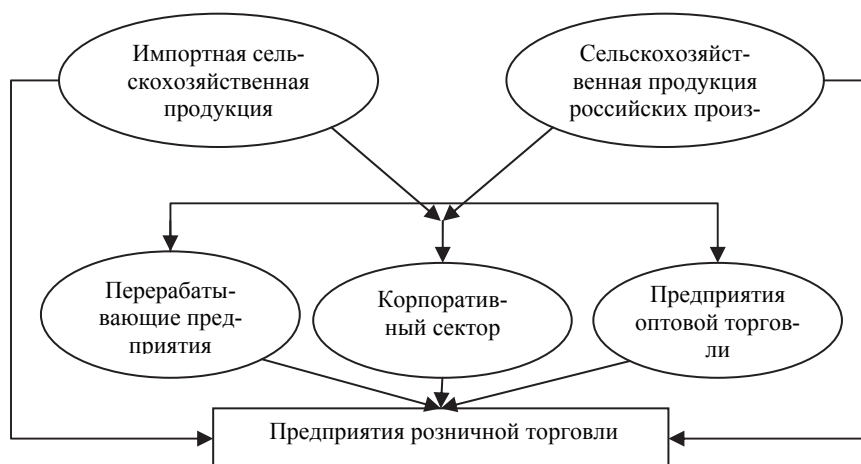 Импортная сель-
скохозяйственная
продукция
Сельскохозяйст-
венная продукция
российских произ-
Перерабаты-
вающие пред-
приятия
Корпоратив-
ный сектор
Предприятия
оптовой торгов-
ли
Предприятия розничной торговли